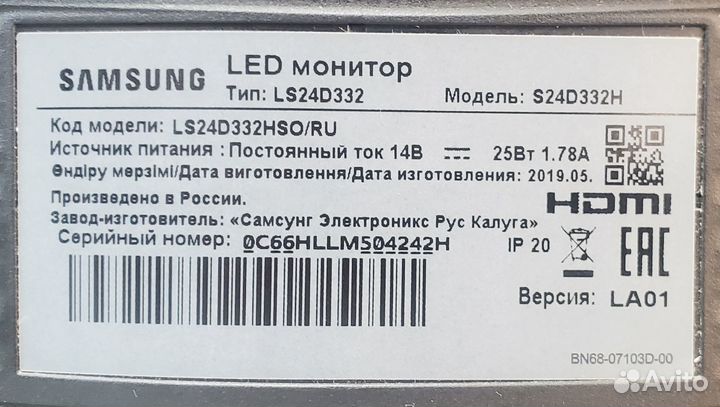 SAMSUNG LED монитор
Тип: LS24D332 Модель: S24D332H
Код модели: LS24D332HSO/RU
Источник питания : Постоянный ток 14В ⎓ 25Вт 1.78А
Өндіру мерзімі/Дата виготовлення/Дата изготовления: 2019.05.
Произведено в России.
HDMI
Завод-изготовитель: «Самсунг Электроникс Рус Калуга»
Серийный номер: 0C66HLLM504242H IP 20 EAC
Версия: LA01
BN68-07103D-00
Avito